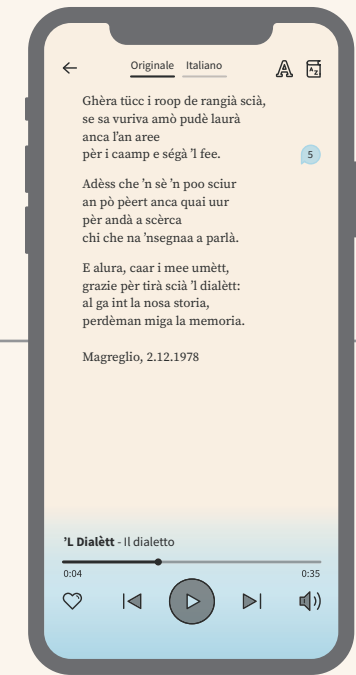 Originale Italiano
A
A Z
Ghèra tücc i roop de rangià scià,
se sa vuriva amò pudè laurà
anca l'an aree
pèr i caamp e ségà 'l fee.
5
Adèss che 'n sè 'n poo sciur
an pò pèert anca quai uur
pèr andà a scèrca
chi che na 'nsegnaa a parlà.
E alura, caar i mee umètt,
grazie pèr tirà scià 'l dialètt:
al ga int la nosa storia,
perdèman miga la memoria.
Magreglio, 2.12.1978
'L Dialètt - Il dialetto
0:04 0:35